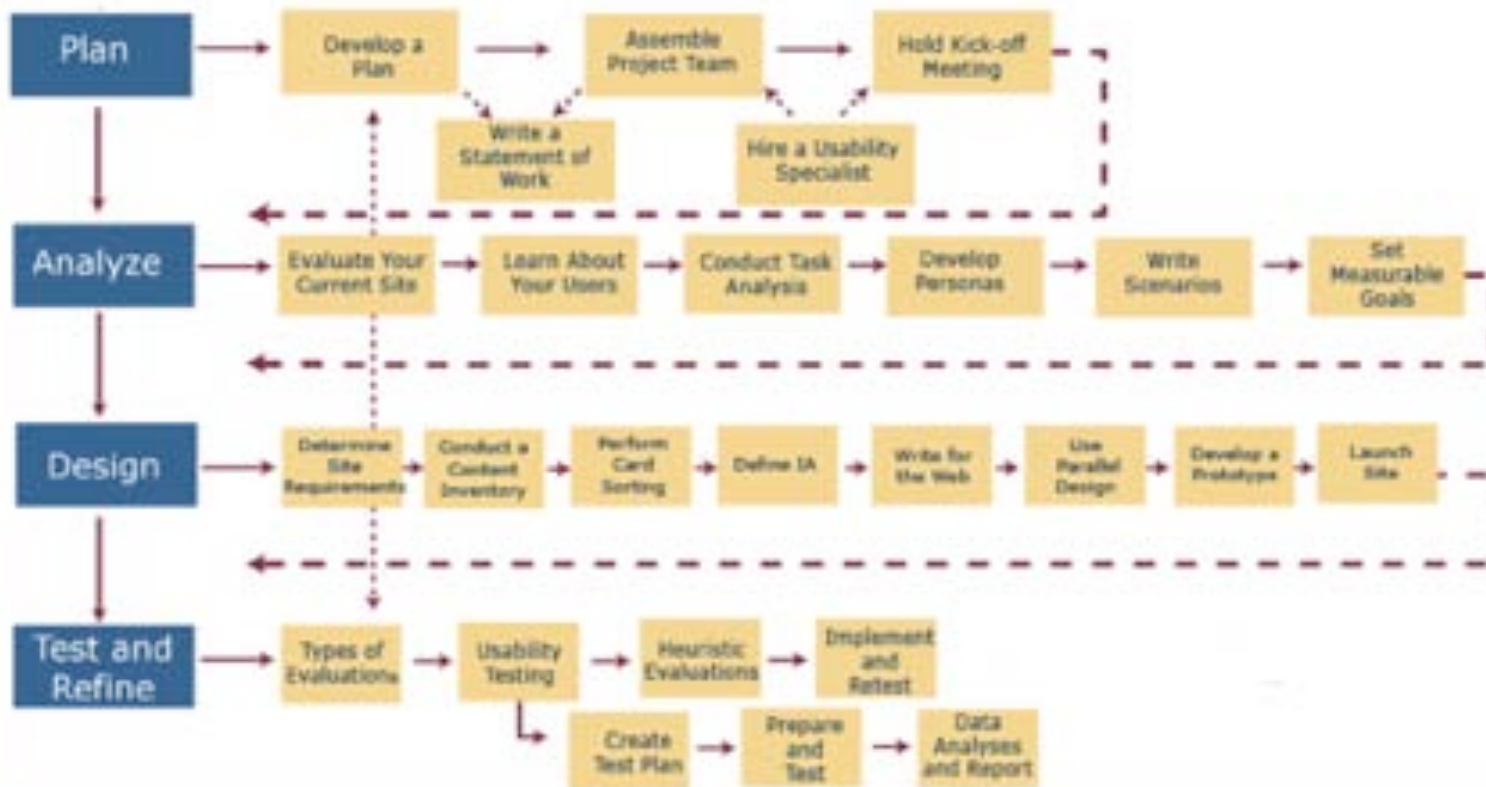 Plan
Develop a
Plan
Assemble
Project Team
Hold Kick-off
Meeting
Write a
Statement of
Work
Hire a Usability
Specialist
Analyze
Evaluate Your
Current Site
Learn About
Your Users
Conduct Task
Analysis
Develop
Personas
Write
Scenarios
Set
Measurable
Goals
Design
Determine
Site
Requirements
Conduct a
Content
Inventory
Perform
Card
Sorting
Define IA
Write for
the Web
Use
Parallel
Design
Develop a
Prototype
Launch
Site
Test and
Refine
Types of
Evaluations
Usability
Testing
Heuristic
Evaluations
Implement
and
Retest
Create
Test Plan
Prepare
and
Test
Data
Analyses
and Report